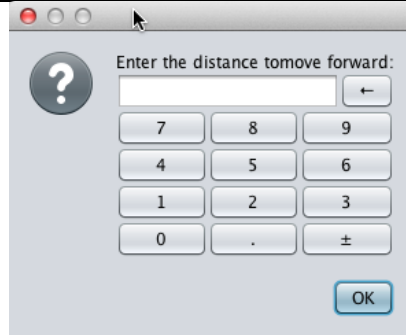 ?
Enter the distance tomove forward:
←
7 8 9
4 5 6
1 2 3
0 . ±
OK